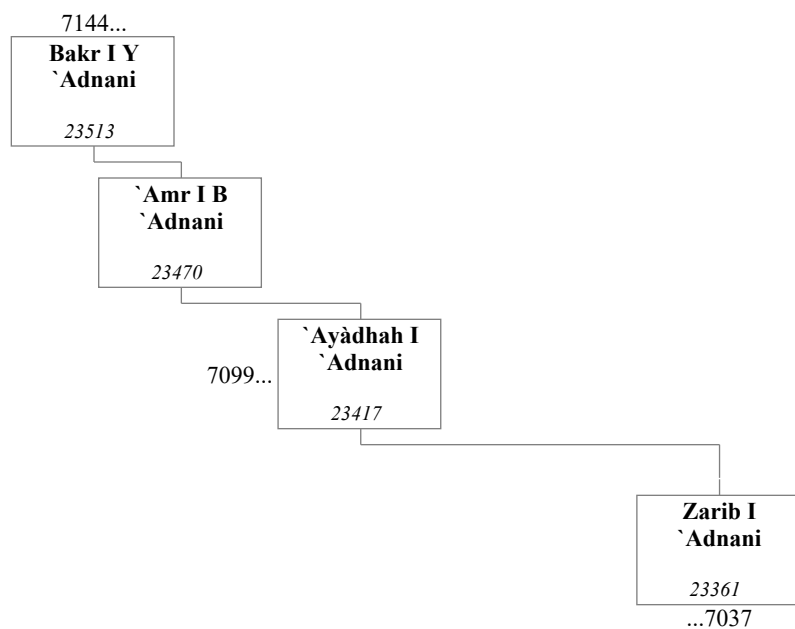 7144...
Bakr I Y
`Adnani
23513
`Amr I B
`Adnani
23470
`Ayàdhah I
`Adnani
7099...
23417
Zarib I
`Adnani
23361
...7037